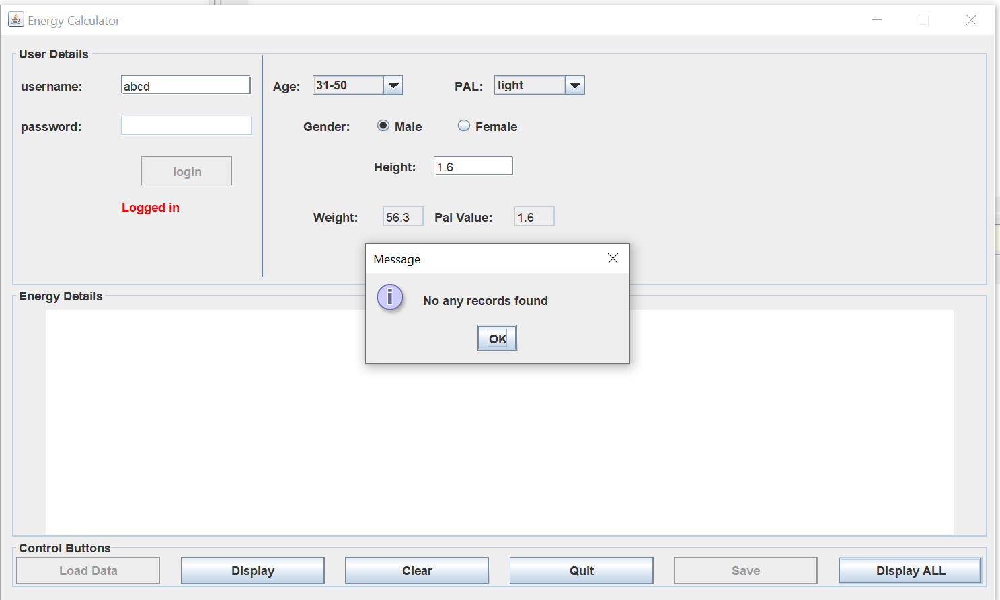 Energy Calculator
User Details
username: abcd
Age: 31-50 PAL: light
password:
Gender: Male Female
login
Height: 1.6
Logged in
Weight: 56.3 Pal Value: 1.6
Message
No any records found
OK
Energy Details
Control Buttons
Load Data Display Clear Quit Save Display ALL